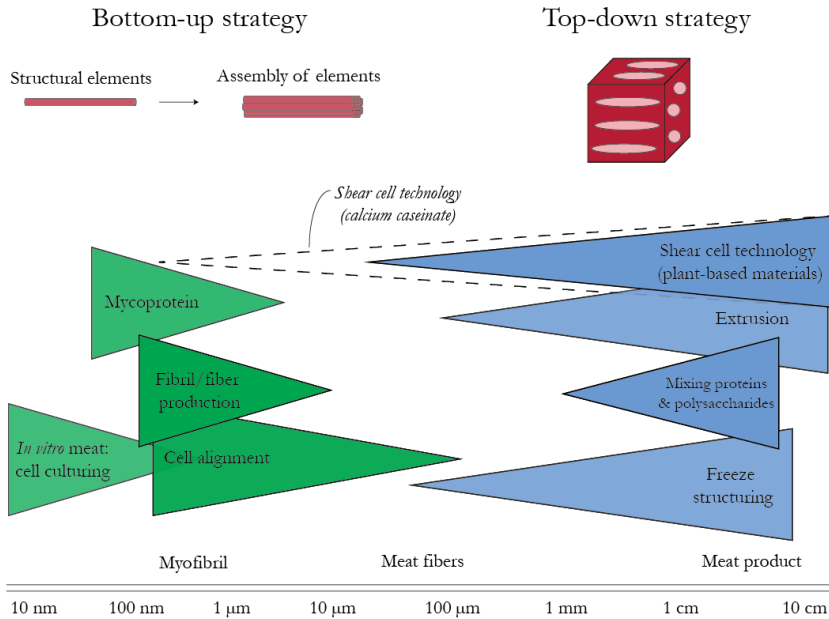 Bottom-up strategy
Top-down strategy
Structural elements
Assembly of elements
Shear cell technology
(calcium caseinate)
Shear cell technology
(plant-based materials)
Mycoprotein
Extrusion
Fibril/fiber
production
Mixing proteins
& polysaccharides
In vitro meat:
cell culturing
Cell alignment
Freeze
structuring
Myofibril
Meat fibers
Meat product
10 nm
100 nm
1 μm
10 μm
100 μm
1 mm
1 cm
10 cm